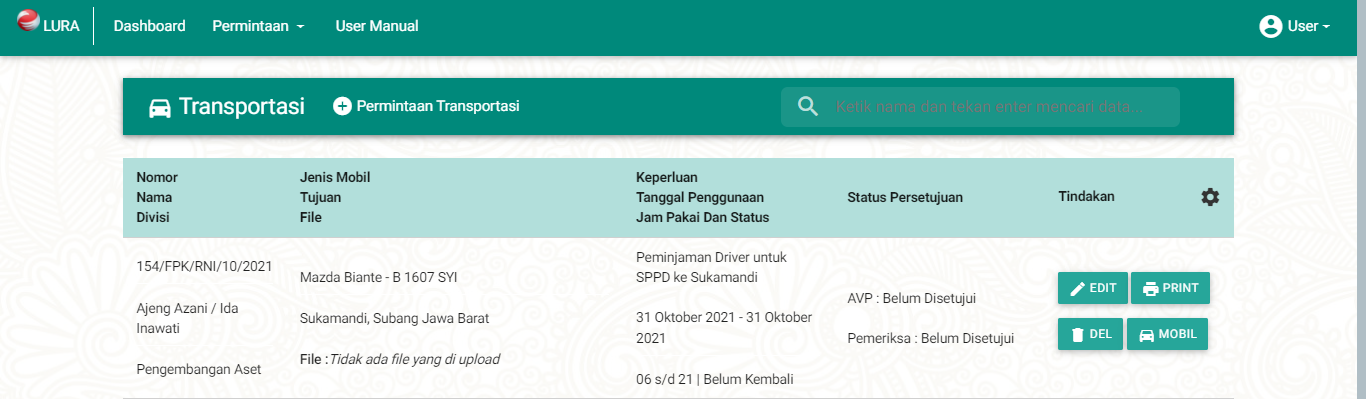 LURA
Dashboard
Permintaan
User Manual
User
Transportasi
Permintaan Transportasi
Ketik nama dan tekan enter mencari data...
Nomor
Nama
Divisi
Jenis Mobil
Tujuan
File
Keperluan
Tanggal Penggunaan
Jam Pakai Dan Status
Status Persetujuan
Tindakan
154/FPK/RNI/10/2021
Ajeng Azani / Ida
Inawati
Pengembangan Aset
Mazda Biante - B 1607 SYI
Sukamandi, Subang Jawa Barat
File :Tidak ada file yang di upload
Peminjaman Driver untuk
SPPD ke Sukamandi
31 Oktober 2021 - 31 Oktober
2021
06 s/d 21 | Belum Kembali
AVP : Belum Disetujui
Pemeriksa : Belum Disetujui
EDIT
PRINT
DEL
MOBIL